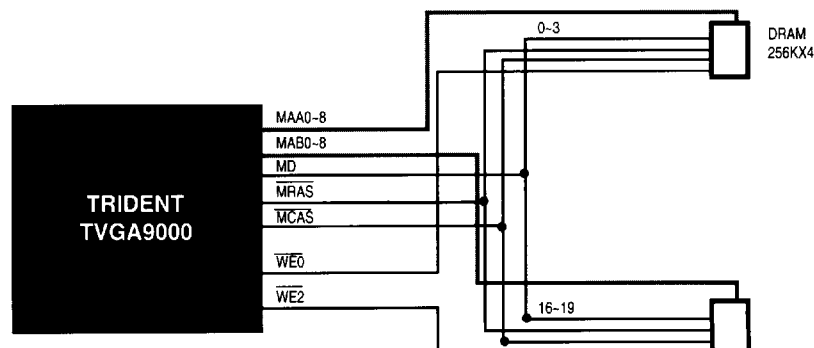 0~3
DRAM
256KX4
MAA0~8
MAB0~8
MD
MRAS
MCAS
TRIDENT
TVGA9000
WE0
WE2
16~19